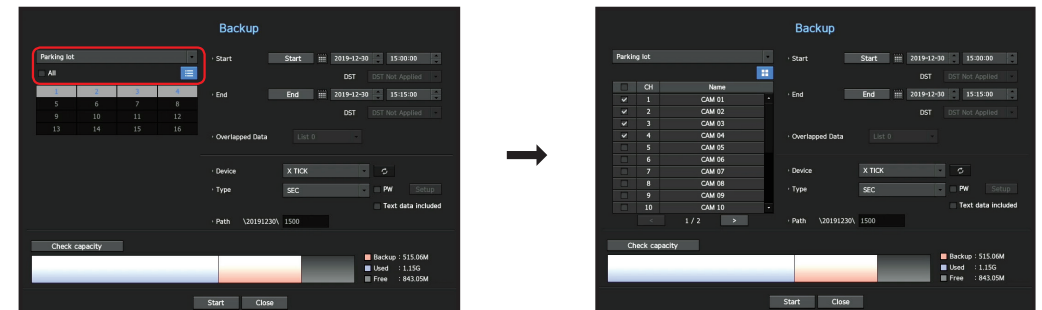 Backup
Parking lot
All
1 2 3 4
5 6 7 8
9 10 11 12
13 14 15 16
Start Start 2019-12-30 15:00:00
DST DST Not Applied
End End 2019-12-30 15:15:00
DST DST Not Applied
Overlapped Data List 0
Device X TICK
Type SEC PW Setup
Text data included
Path \20191230\ 1500
Check capacity
Backup : 515.06M
Used : 1.15G
Free : 843.05M
Start Close
Backup
Parking lot
CH Name
1 CAM 01
2 CAM 02
3 CAM 03
4 CAM 04
5 CAM 05
6 CAM 06
7 CAM 07
8 CAM 08
9 CAM 09
10 CAM 10
< 1 / 2 >
Start Start 2019-12-30 15:00:00
DST DST Not Applied
End End 2019-12-30 15:15:00
DST DST Not Applied
Overlapped Data List 0
Device X TICK
Type SEC PW Setup
Text data included
Path \20191230\ 1500
Check capacity
Backup : 515.06M
Used : 1.15G
Free : 843.05M
Start Close